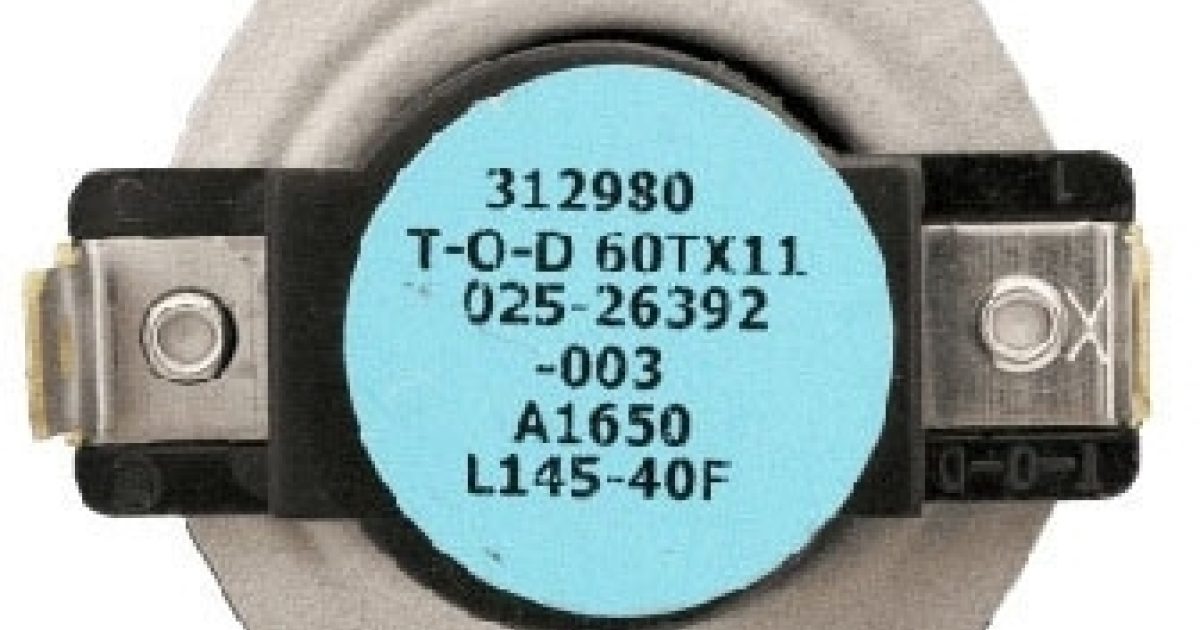 312980
T-O-D 60TX11
025-26392
-003
A1650
L145-40F